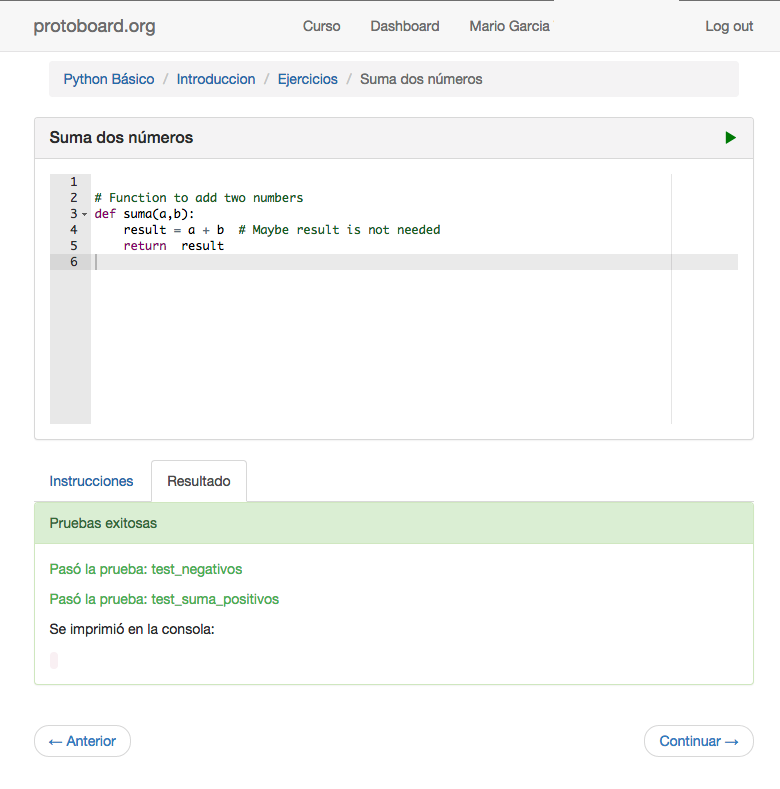 protoboard.org Curso Dashboard Mario Garcia Log out
Python Básico / Introduccion / Ejercicios / Suma dos números
Suma dos números
1
2 # Function to add two numbers
3 def suma(a,b):
4 result = a + b # Maybe result is not needed
5 return result
6
Instrucciones Resultado
Pruebas exitosas
Pasó la prueba: test_negativos
Pasó la prueba: test_suma_positivos
Se imprimió en la consola:
← Anterior Continuar →